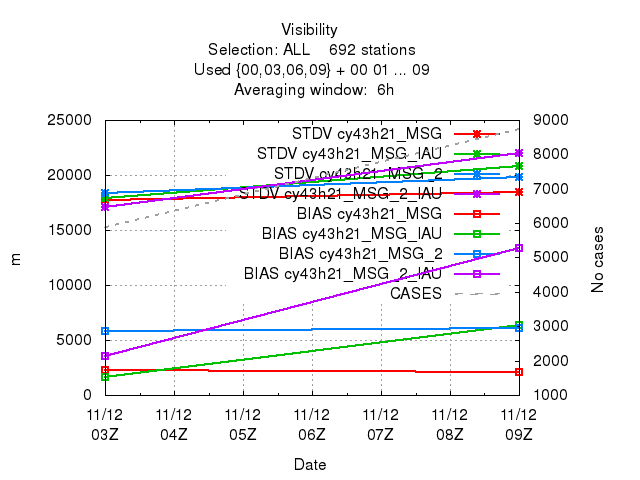 Visibility
Selection: ALL 692 stations
Used {00,03,06,09} + 00 01 ... 09
Averaging window: 6h
25000
20000
15000
10000
5000
0
m
9000
8000
7000
6000
5000
4000
3000
2000
1000
No cases
STDV cy43h21_MSG
STDV cy43h21_MSG_IAU
STDV cy43h21_MSG_2
STDV cy43h21_MSG_2_IAU
BIAS cy43h21_MSG
BIAS cy43h21_MSG_IAU
BIAS cy43h21_MSG_2
BIAS cy43h21_MSG_2_IAU
CASES
11/12 11/12 11/12 11/12 11/12 11/12 11/12
03Z 04Z 05Z 06Z 07Z 08Z 09Z
Date